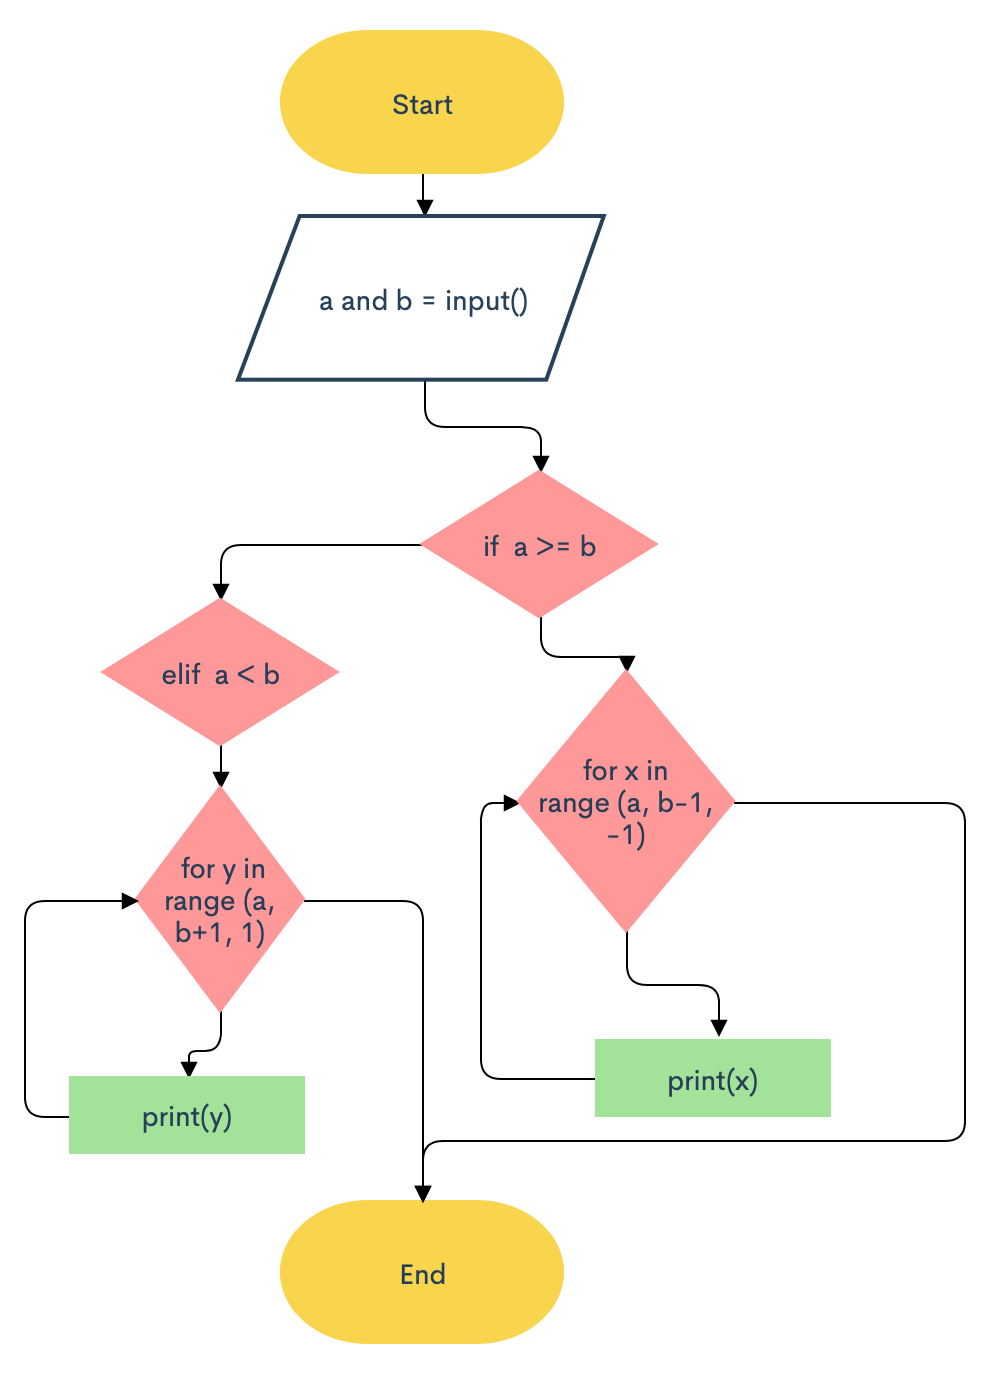 Start
a and b = input()
if  a >= b
elif  a < b
for x in
range (a, b-1,
-1)
for y in
range (a,
b+1, 1)
print(x)
print(y)
End